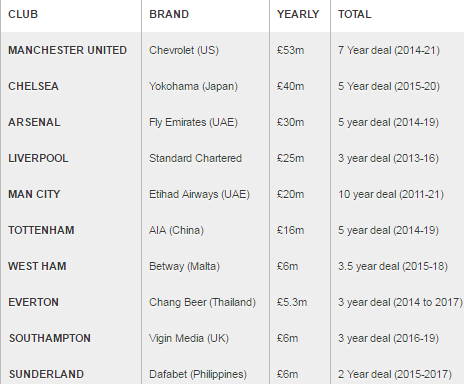 CLUB BRAND YEARLY TOTAL
MANCHESTER UNITED Chevrolet (US) £53m 7 Year deal (2014-21)
CHELSEA Yokohama (Japan) £40m 5 Year deal (2015-20)
ARSENAL Fly Emirates (UAE) £30m 5 year deal (2014-19)
LIVERPOOL Standard Chartered £25m 3 year deal (2013-16)
MAN CITY Etihad Airways (UAE) £20m 10 year deal (2011-21)
TOTTENHAM AIA (China) £16m 5 year deal (2014-19)
WEST HAM Betway (Malta) £6m 3.5 year deal (2015-18)
EVERTON Chang Beer (Thailand) £5.3m 3 year deal (2014 to 2017)
SOUTHAMPTON Vigin Media (UK) £6m 3 year deal (2016-19)
SUNDERLAND Dafabet (Philippines) £6m 2 Year deal (2015-2017)